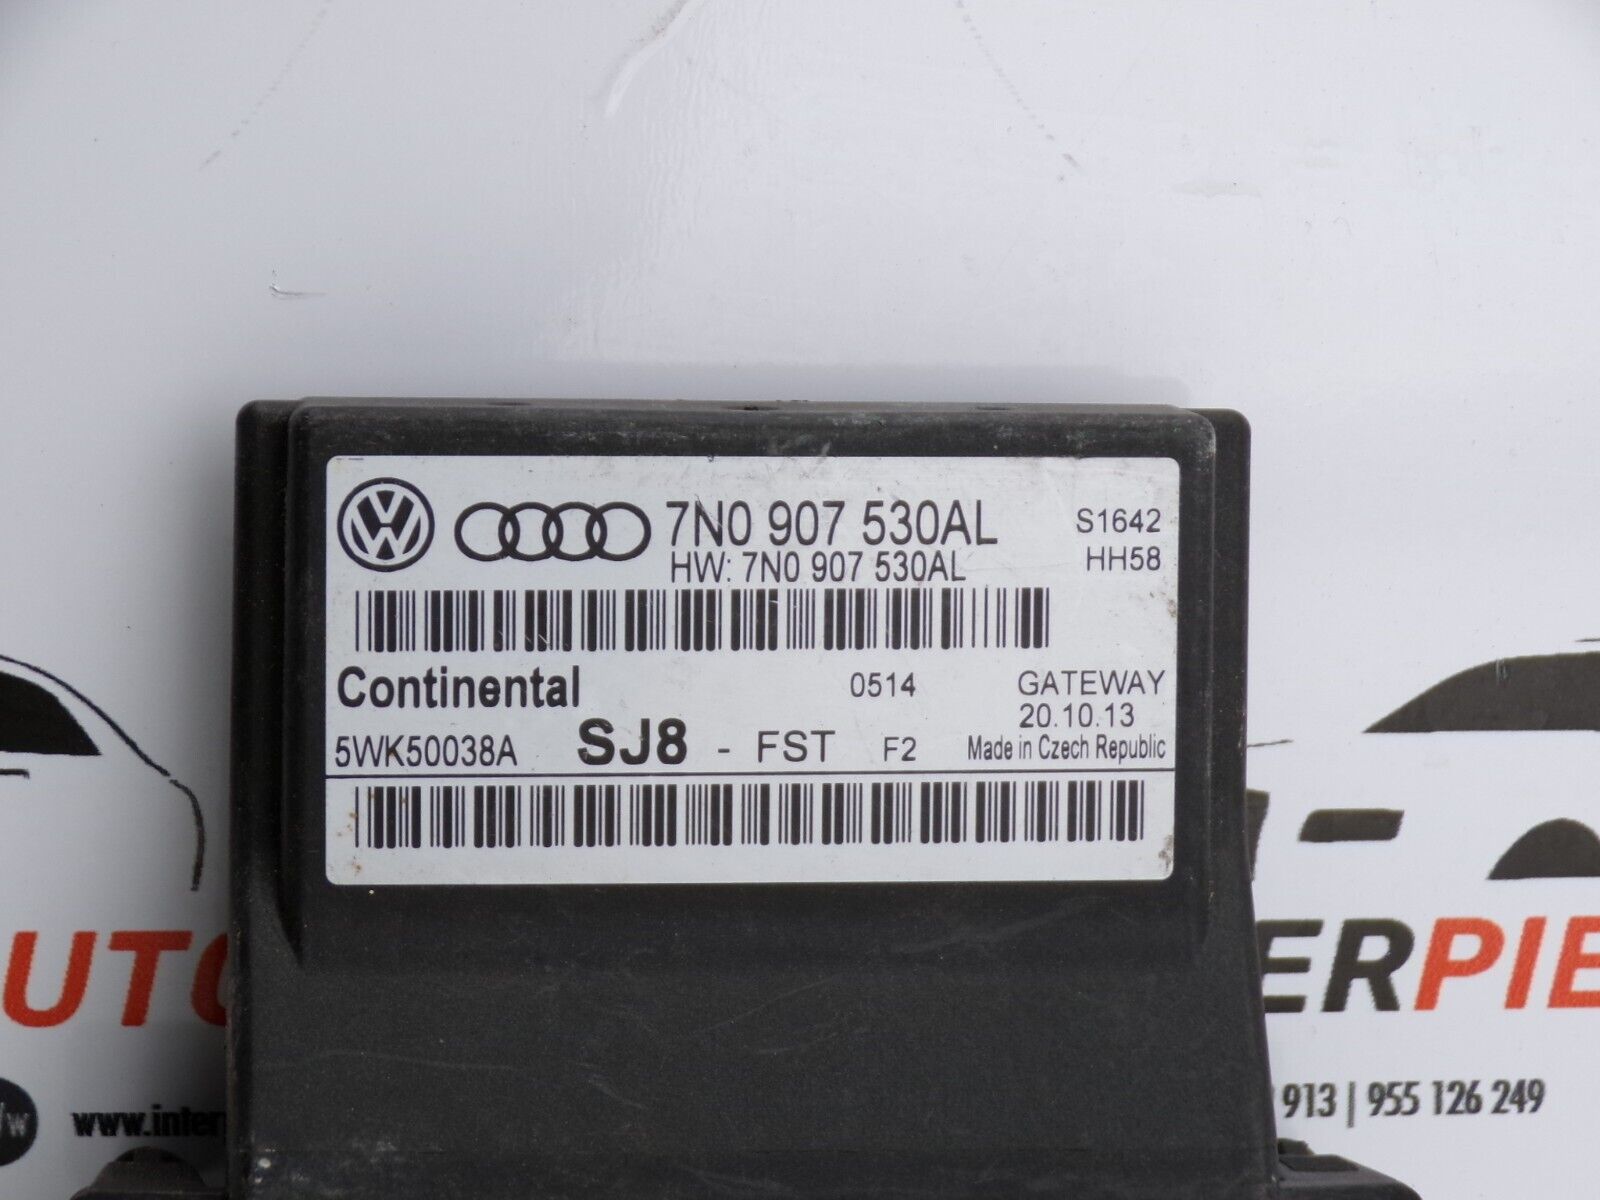 7N0 907 530AL
S1642
HW: 7N0 907 530AL
HH58
Continental
0514
GATEWAY
20.10.13
5WK50038A
SJ8 - FST F2
Made in Czech Republic
UTO
ERPIE
www.inter
913 | 955 126 249